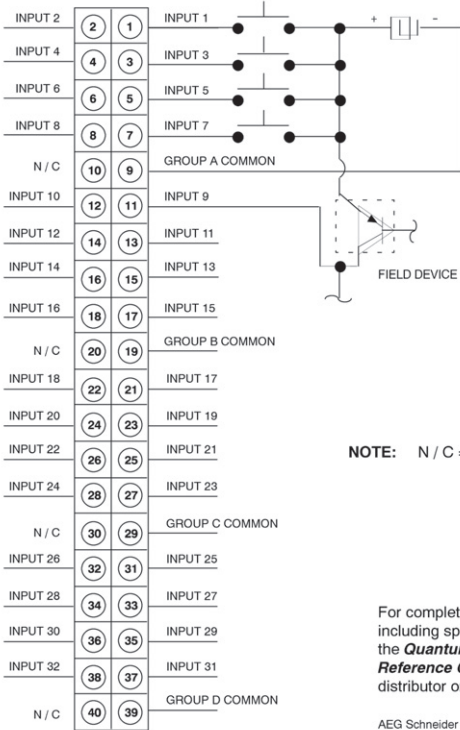 INPUT 2 2 1 INPUT 1 + -
INPUT 4 4 3 INPUT 3
INPUT 6 6 5 INPUT 5
INPUT 8 8 7 INPUT 7
N / C 10 9 GROUP A COMMON
INPUT 10 12 11 INPUT 9
INPUT 12 14 13 INPUT 11
INPUT 14 16 15 INPUT 13
FIELD DEVICE
INPUT 16 18 17 INPUT 15
N / C 20 19 GROUP B COMMON
INPUT 18 22 21 INPUT 17
INPUT 20 24 23 INPUT 19
INPUT 22 26 25 INPUT 21
INPUT 24 28 27 INPUT 23
N / C 30 29 GROUP C COMMON
INPUT 26 32 31 INPUT 25
INPUT 28 34 33 INPUT 27
INPUT 30 36 35 INPUT 29
INPUT 32 38 37 INPUT 31
N / C 40 39 GROUP D COMMON
NOTE: N / C =
For complet
including sp
the Quantu
Reference
distributor o
AEG Schneider